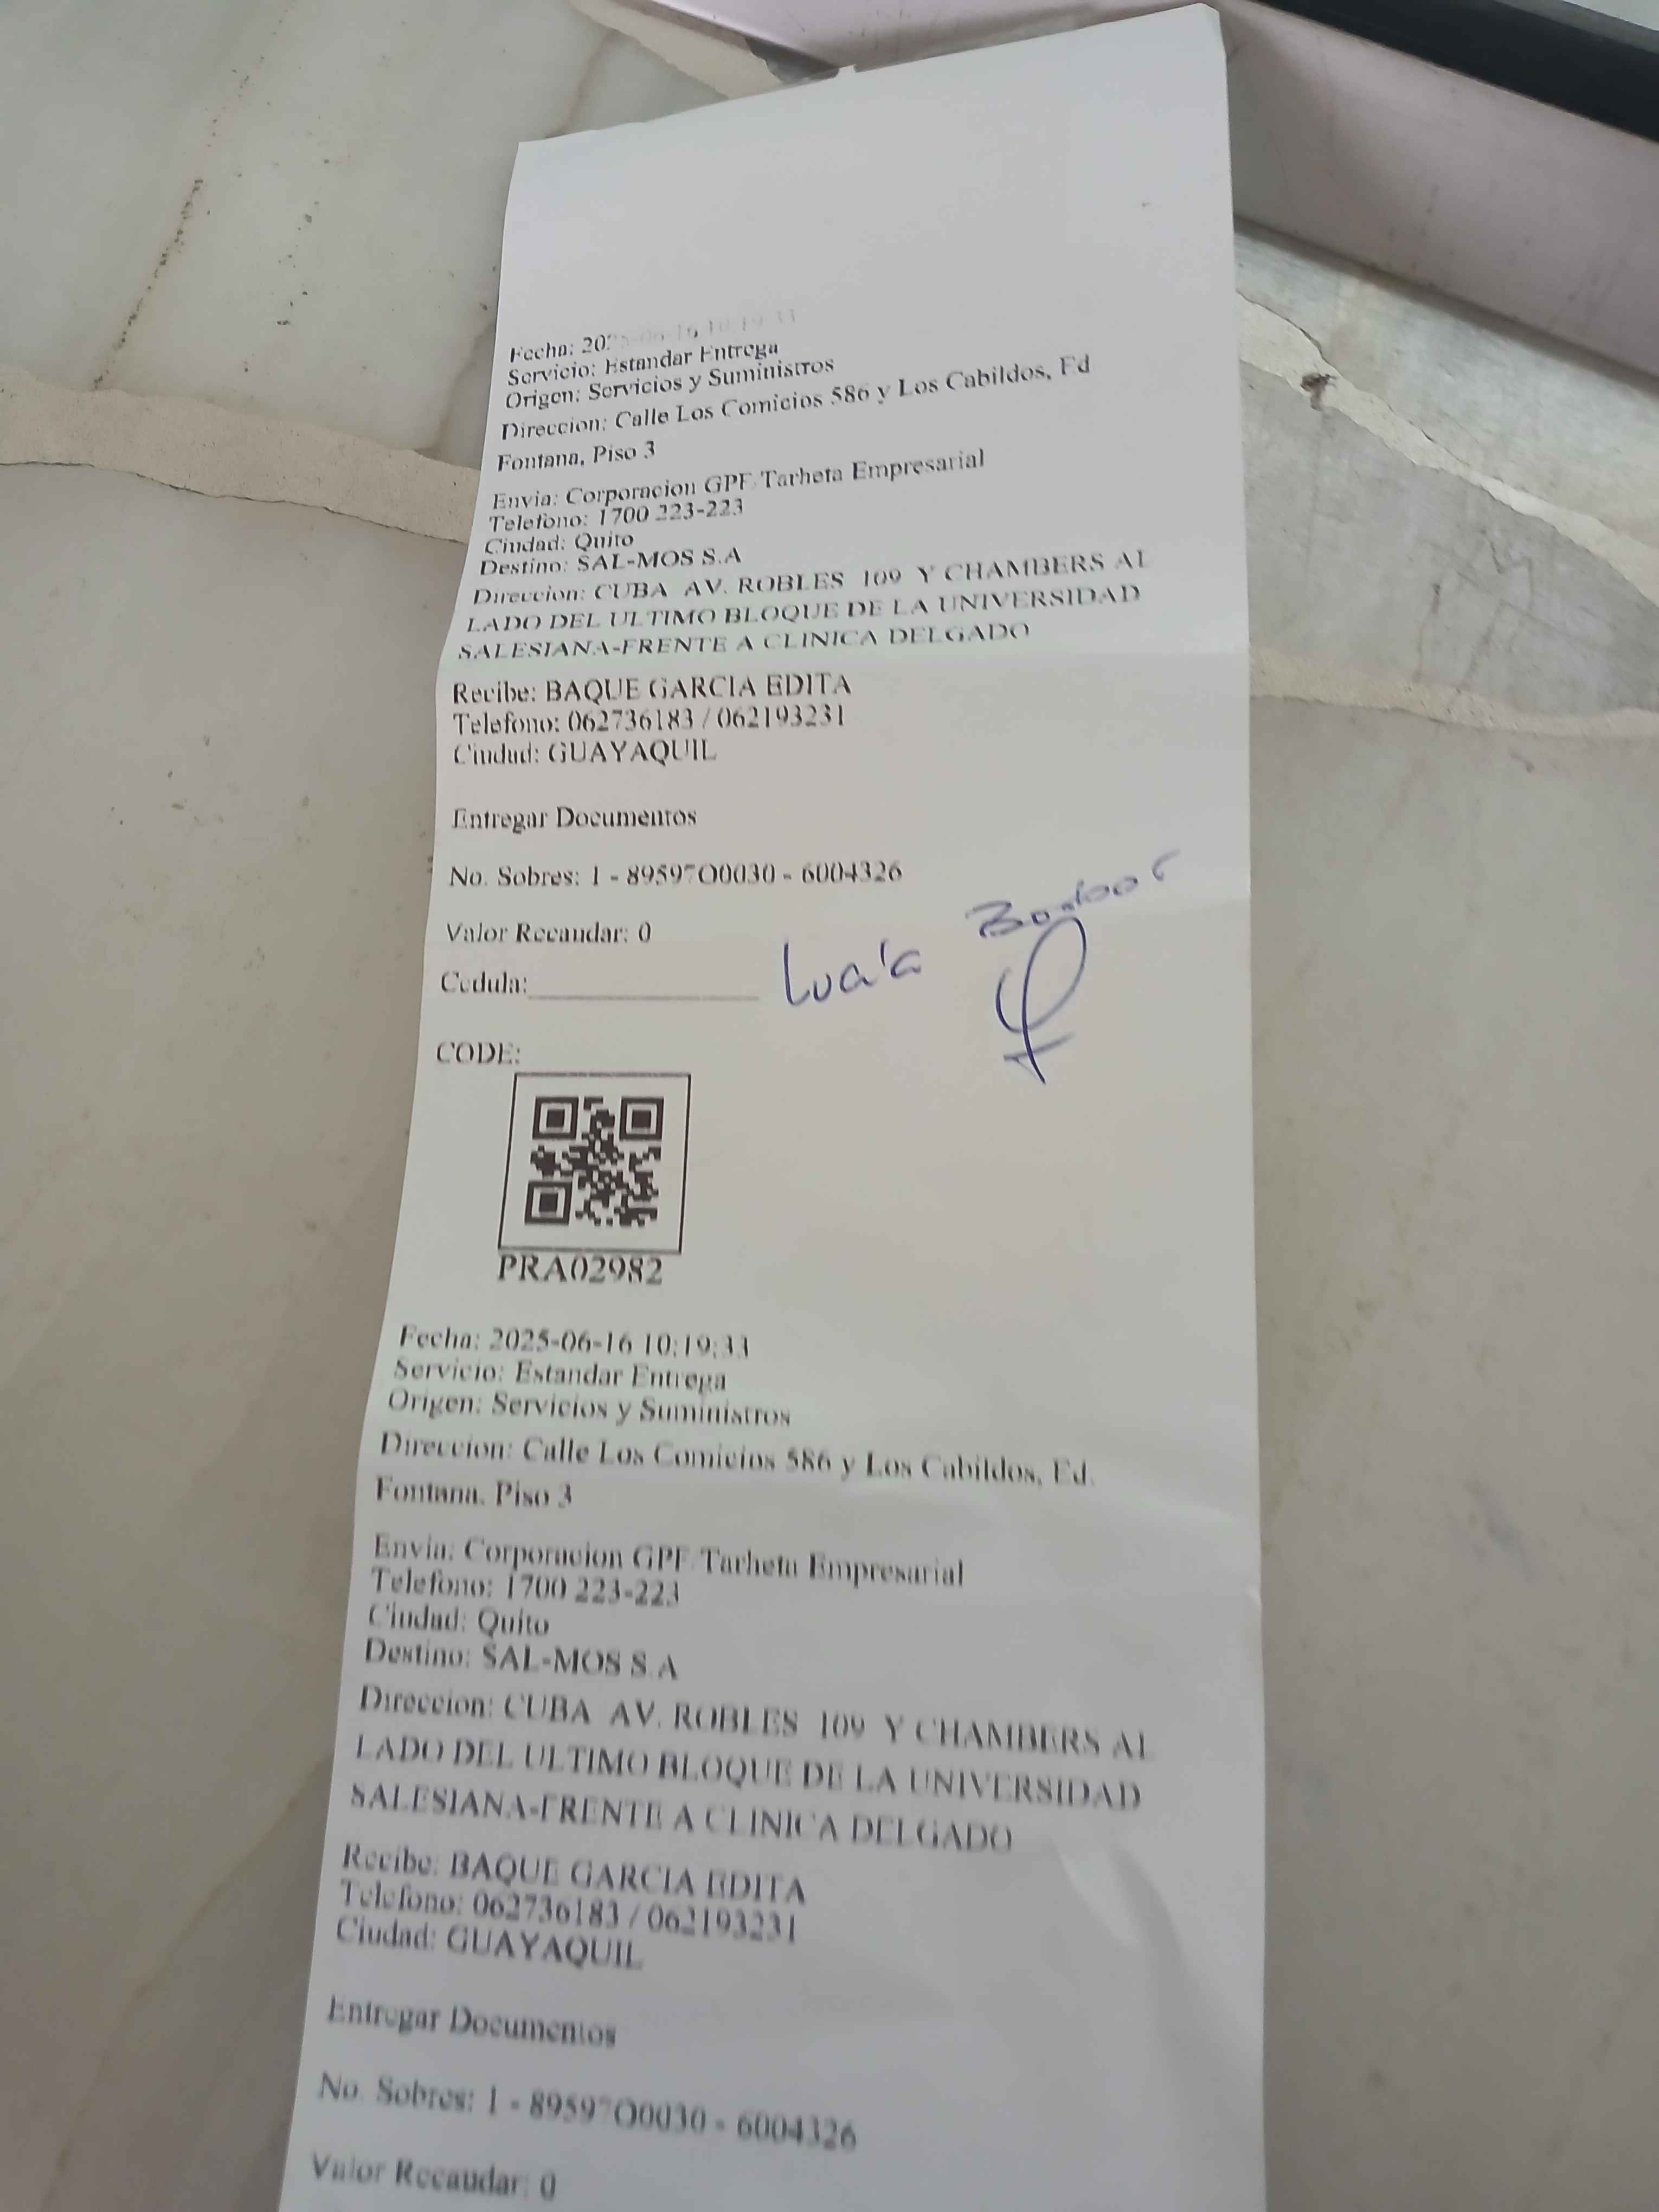 Fecha: 2025-06-16 10:19:33
Servicio: Estandar Entrega
Origen: Servicios y Suministros
Direccion: Calle Los Comicios 586 y Los Cabildos, Ed
Fontana, Piso 3
Envia: Corporacion GPF Tarheta Empresarial
Telefono: 1700 223-223
Ciudad: Quito
Destino: SAL-MOS S.A
Direccion: CUBA AV. ROBLES 109 Y CHAMBERS AL
LADO DEL ULTIMO BLOQUE DE LA UNIVERSIDAD
SALESIANA-FRENTE A CLINICA DELGADO
Recibe: BAQUE GARCIA EDITA
Telefono: 062736183 / 062193231
Ciudad: GUAYAQUIL
Entregar Documentos
No. Sobres: 1 - 89597O0030 - 6004326
Valor Recaudar: 0
Cedula:
CODE:
PRA02982
Fecha: 2025-06-16 10:19:33
Servicio: Estandar Entrega
Origen: Servicios y Suministros
Direccion: Calle Los Comicios 586 y Los Cabildos, Ed.
Fontana, Piso 3
Envia: Corporacion GPF Tarheta Empresarial
Telefono: 1700 223-223
Ciudad: Quito
Destino: SAL-MOS S.A
Direccion: CUBA AV. ROBLES 109 Y CHAMBERS AL
LADO DEL ULTIMO BLOQUE DE LA UNIVERSIDAD
SALESIANA-FRENTE A CLINICA DELGADO
Recibe: BAQUE GARCIA EDITA
Telefono: 062736183 / 062193231
Ciudad: GUAYAQUIL
Entregar Documentos
No. Sobres: 1 - 89597O0030 - 6004326
Valor Recaudar: 0